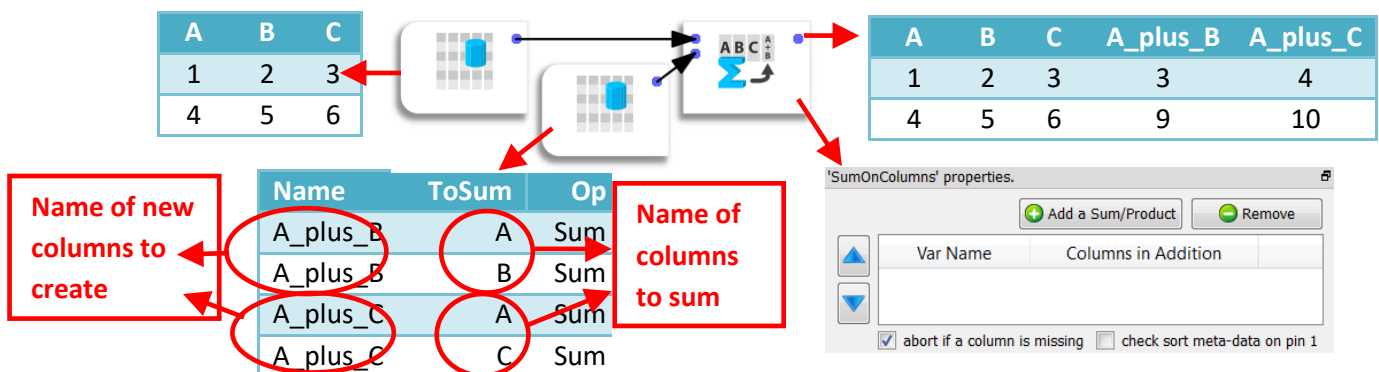 A B C
1 2 3
4 5 6
A B C A + B
A B C A_plus_B A_plus_C
1 2 3 3 4
4 5 6 9 10
Name of new
columns to
create
Name ToSum Op
A_plus_B A Sum
A_plus_B B Sum
A_plus_C A Sum
A_plus_C C Sum
Name of
columns
to sum
'SumOnColumns' properties.
Add a Sum/Product Remove
Var Name Columns in Addition
abort if a column is missing check sort meta-data on pin 1